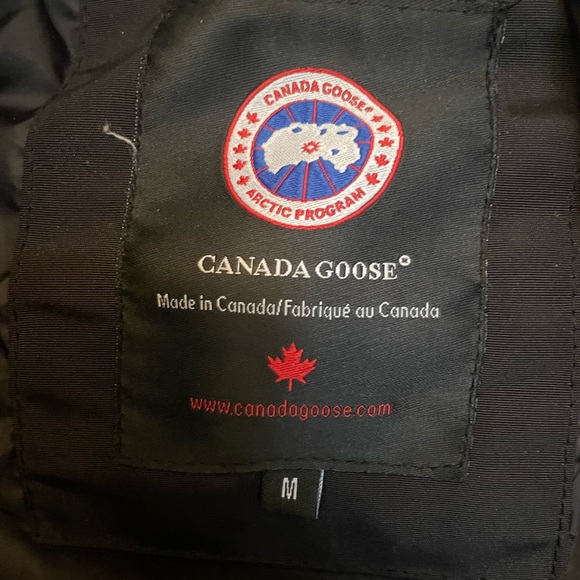 CANADA GOOSE®
ARCTIC PROGRAM
CANADA GOOSE®
Made in Canada/Fabriqué au Canada
www.canadagoose.com
M